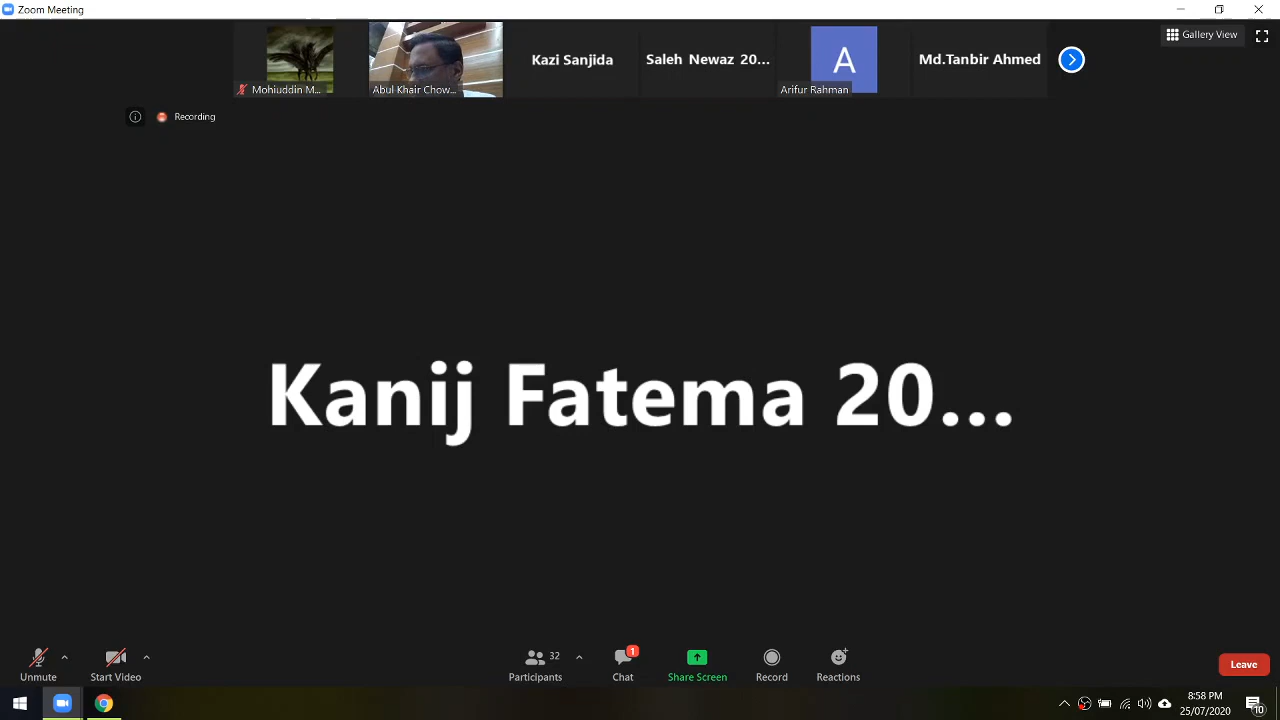 Zoom Meeting
Gallery View
Mohiuddin M...
Abul Khair Chow...
Kazi Sanjida
Saleh Newaz 20...
A
Arifur Rahman
Md.Tanbir Ahmed
Recording
Kanij Fatema 20...
Unmute
Start Video
32
Participants
1
Chat
Share Screen
Record
Reactions
Leave
8:58 PM
25/07/2020
10